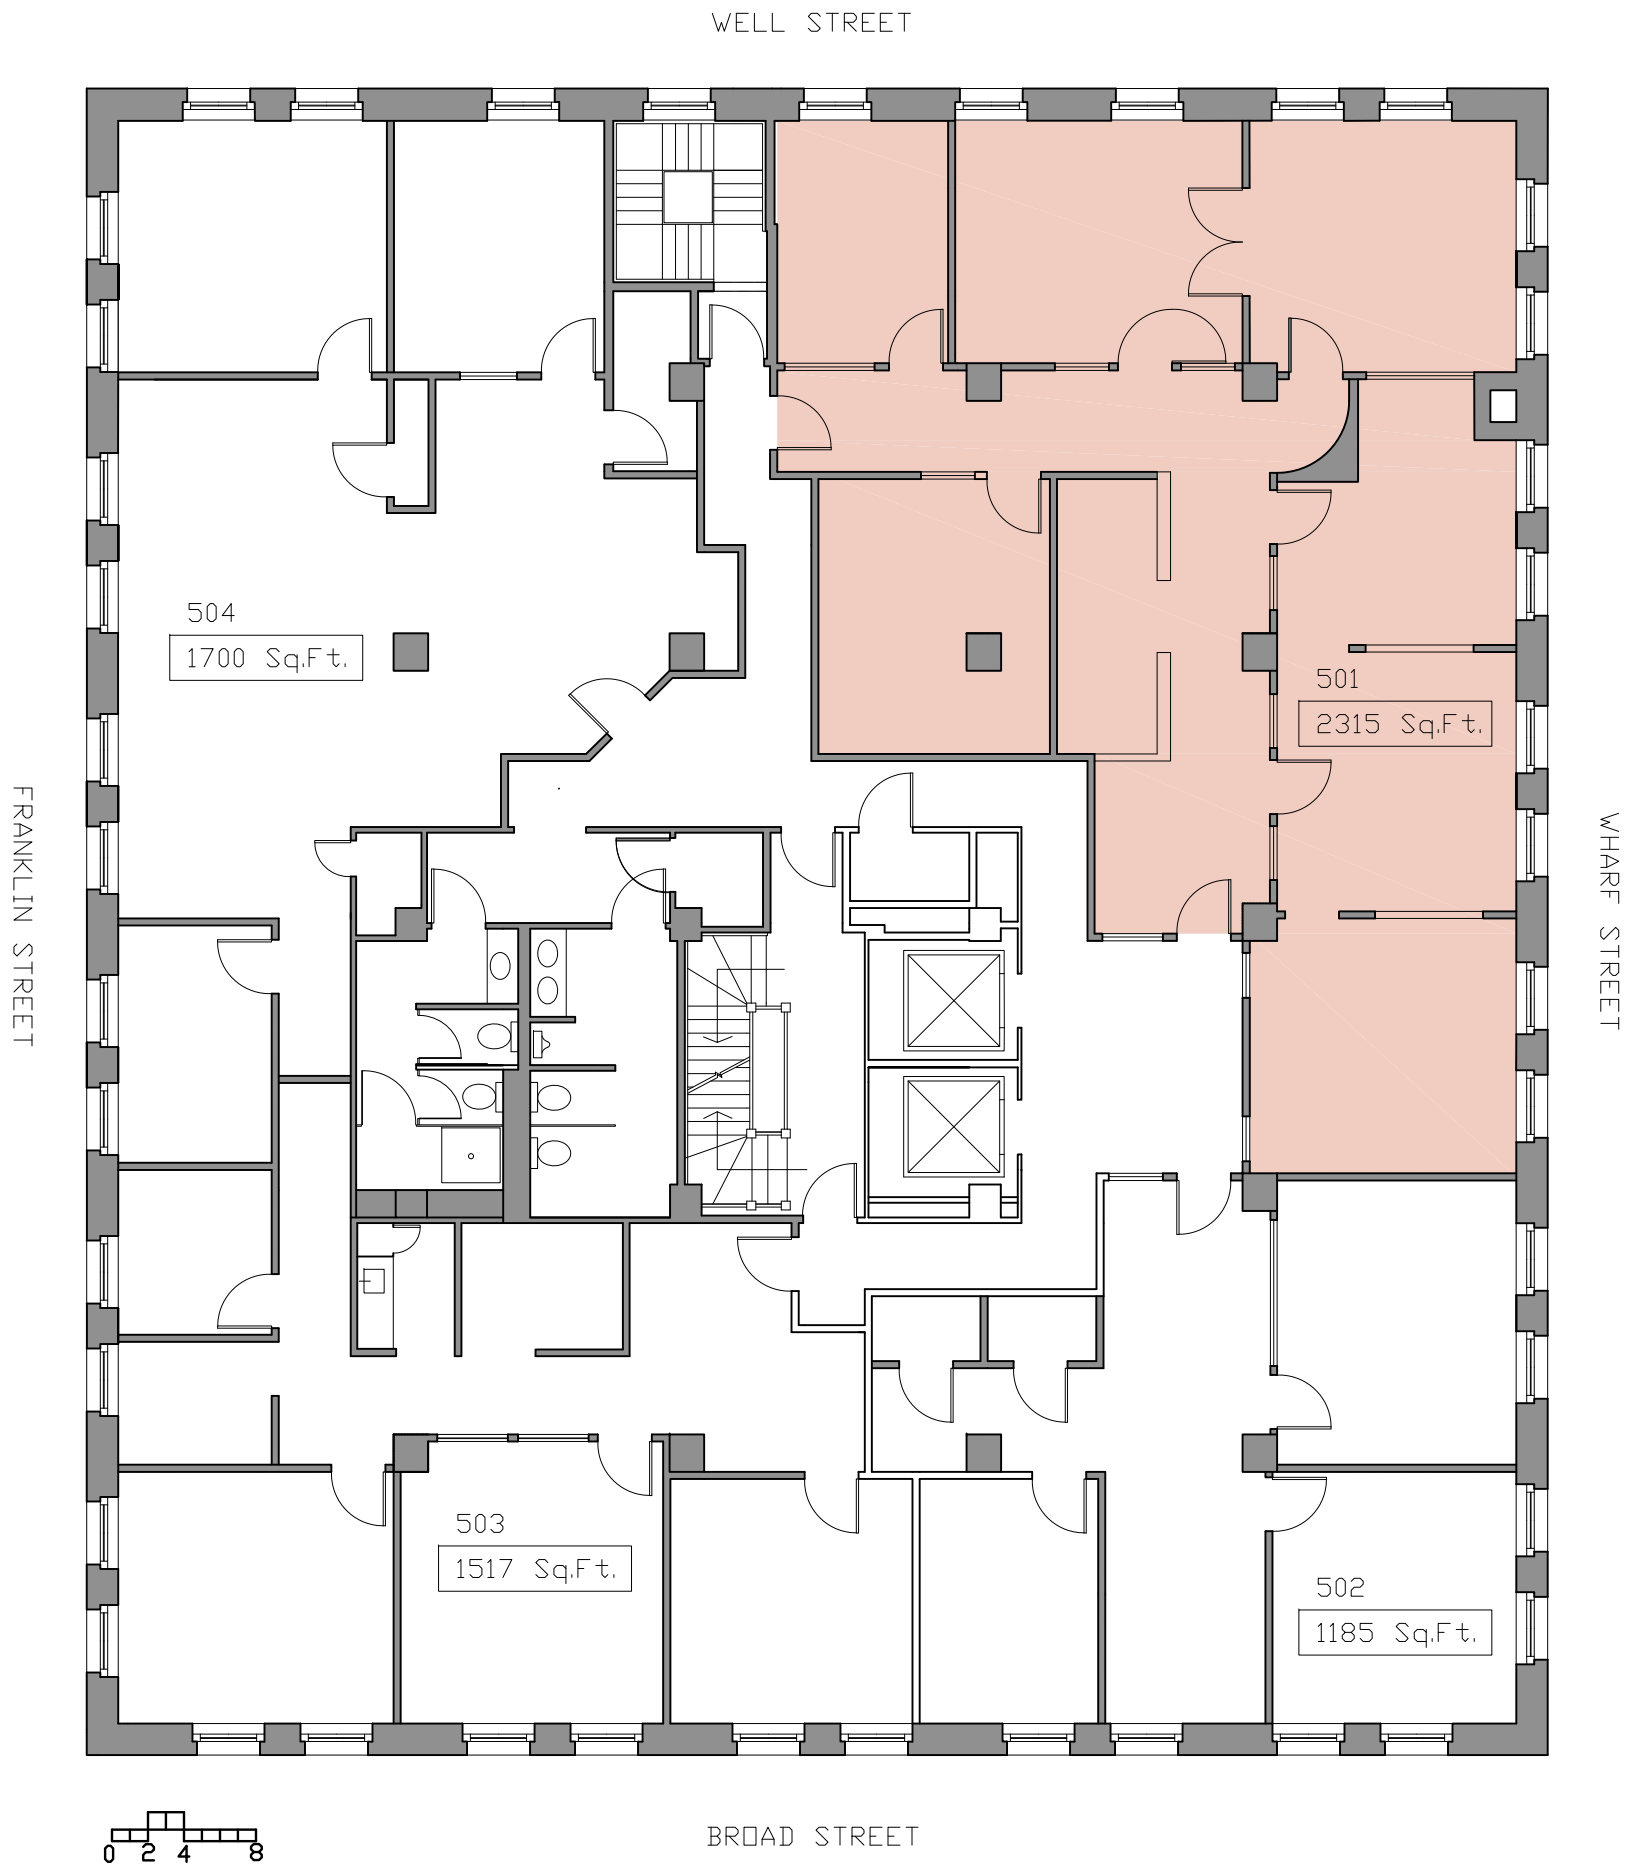 WELL STREET
504
1700 Sq.Ft.
501
2315 Sq.Ft.
FRANKLIN STREET
WHARF STREET
503
1517 Sq.Ft.
502
1185 Sq.Ft.
0 2 4 8
BROAD STREET